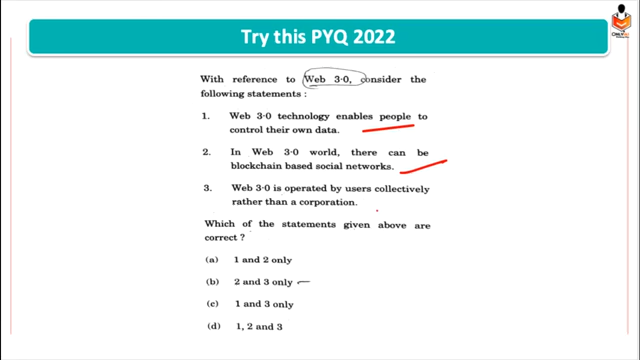 Try this PYQ 2022
With reference to Web 3·0, consider the
following statements :
1. Web 3·0 technology enables people to
control their own data.
2. In Web 3·0 world, there can be
blockchain based social networks.
3. Web 3·0 is operated by users collectively
rather than a corporation.
Which of the statements given above are
correct ?
(a) 1 and 2 only
(b) 2 and 3 only
(c) 1 and 3 only
(d) 1, 2 and 3